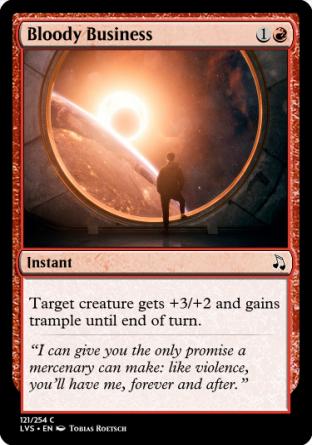 Bloody Business 1
Instant
Target creature gets +3/+2 and gains
trample until end of turn.
“I can give you the only promise a
mercenary can make: like violence,
you’ll have me, forever and after.”
121/254 C
LVS • EN Tobias Roetsch